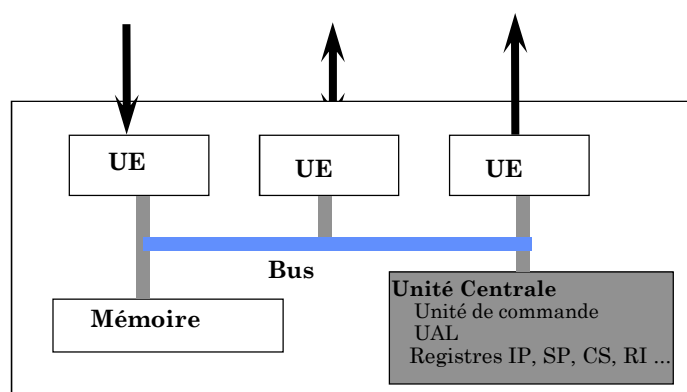 UE
UE
UE
Bus
Mémoire
Unité Centrale
Unité de commande
UAL
Registres IP, SP, CS, RI ...